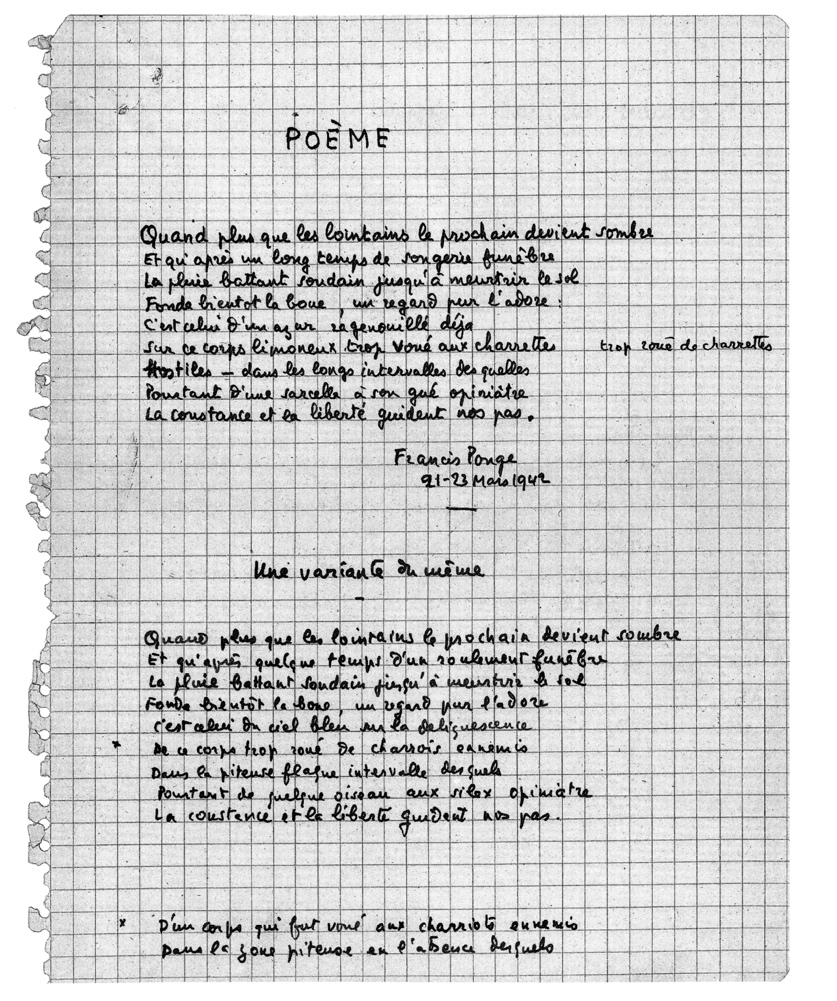 POÈME
Quand plus que les lointains le prochain devient sombre
Et qu'après un long temps de songerie funèbre
La pluie battant soudain jusqu'à meurtrir le sol
Fonde bientôt la boue, un regard pur l'adore :
C'est celui d'un azur ragenouillé déja
Sur ce corps limoneux trop voué aux charrettes trop roué de charrettes
Hostiles – dans les longs intervalles desquelles
Pourtant d'une sarcelle à son gué opiniâtre
La constance et la liberté guident nos pas.
Francis Ponge
21-23 Mars 1942
Une variante du même
Quand plus que les lointains le prochain devient sombre
Et qu'après quelque temps d'un roulement funèbre
La pluie battant soudain jusqu'à meurtrir le sol
Fonde bientôt la boue, un regard pur l'adore
C'est celui du ciel bleu sur la deliquescence
* De ce corps trop roué de charrois ennemis
Dans la piteuse flaque intervalle desquels
Pourtant de quelque oiseau aux silex opiniâtre
La constance et la liberté guident nos pas.
* D'un corps qui fut voué aux charriots ennemis
Dans la zone piteuse en l'absence desquels